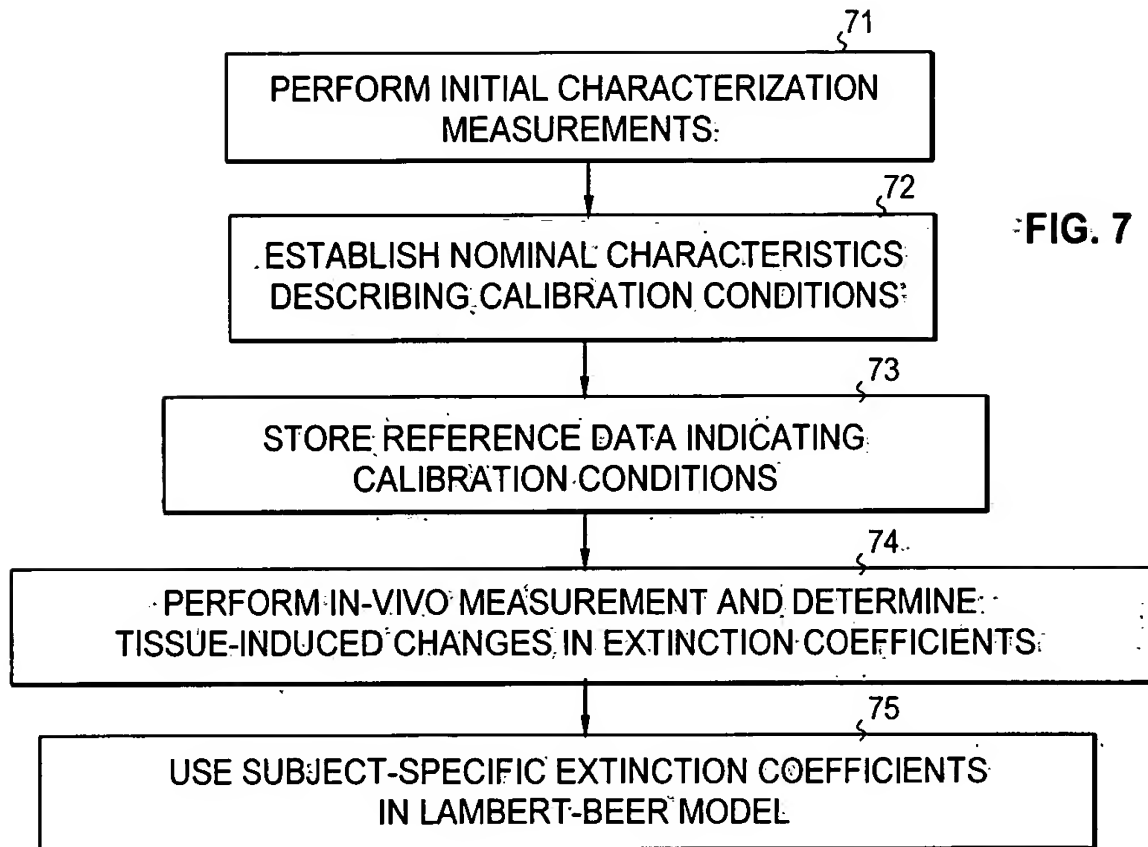 71
PERFORM INITIAL CHARACTERIZATION
MEASUREMENTS
72
FIG. 7
ESTABLISH NOMINAL CHARACTERISTICS
DESCRIBING CALIBRATION CONDITIONS
73
STORE REFERENCE DATA INDICATING
CALIBRATION CONDITIONS
74
PERFORM IN-VIVO MEASUREMENT AND DETERMINE
TISSUE-INDUCED CHANGES IN EXTINCTION COEFFICIENTS
75
USE SUBJECT-SPECIFIC EXTINCTION COEFFICIENTS
IN LAMBERT-BEER MODEL